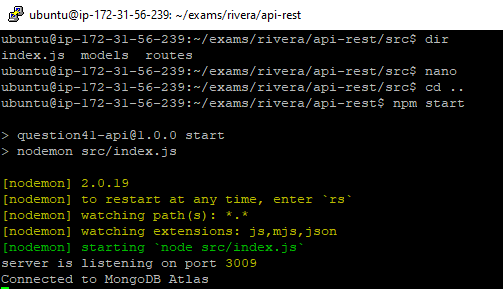 ubuntu@ip-172-31-56-239: ~/exams/rivera/api-rest
ubuntu@ip-172-31-56-239:~/exams/rivera/api-rest/src$ dir
index.js  models  routes
ubuntu@ip-172-31-56-239:~/exams/rivera/api-rest/src$ nano
ubuntu@ip-172-31-56-239:~/exams/rivera/api-rest/src$ cd ..
ubuntu@ip-172-31-56-239:~/exams/rivera/api-rest$ npm start
> question41-api@1.0.0 start
> nodemon src/index.js
[nodemon] 2.0.19
[nodemon] to restart at any time, enter `rs`
[nodemon] watching path(s): *.*
[nodemon] watching extensions: js,mjs,json
[nodemon] starting `node src/index.js`
server is listening on port 3009
Connected to MongoDB Atlas